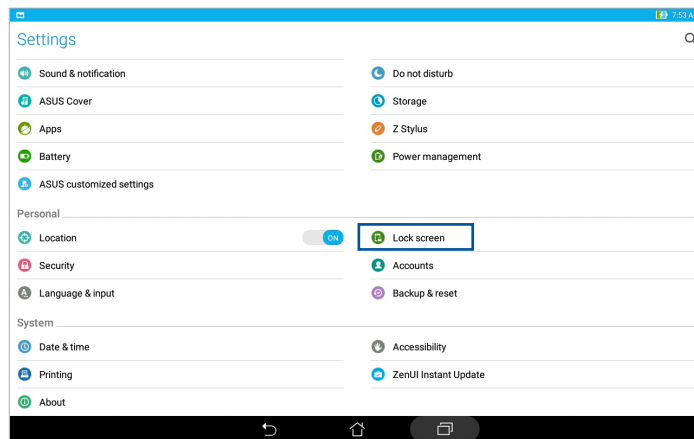 7:53 A
Settings
Sound & notification
Do not disturb
ASUS Cover
Storage
Apps
Z Stylus
Battery
Power management
ASUS customized settings
Personal
Location
ON
Lock screen
Security
Accounts
Language & input
Backup & reset
System
Date & time
Accessibility
Printing
ZenUI Instant Update
About